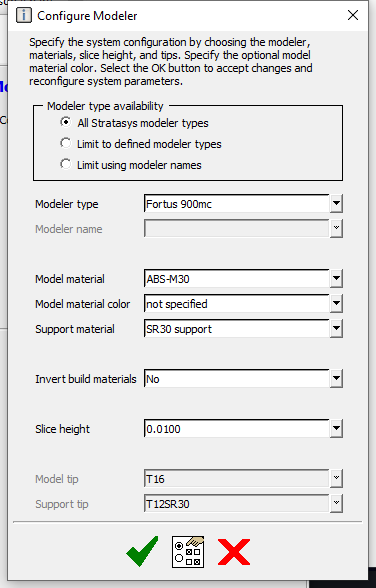 Configure Modeler
Specify the system configuration by choosing the modeler,
materials, slice height, and tips. Specify the optional model
material color. Select the OK button to accept changes and
reconfigure system parameters.
Modeler type availability
All Stratasys modeler types
Limit to defined modeler types
Limit using modeler names
Modeler type Fortus 900mc
Modeler name
Model material ABS-M30
Model material color not specified
Support material SR30 support
Invert build materials No
Slice height 0.0100
Model tip T16
Support tip T12SR30